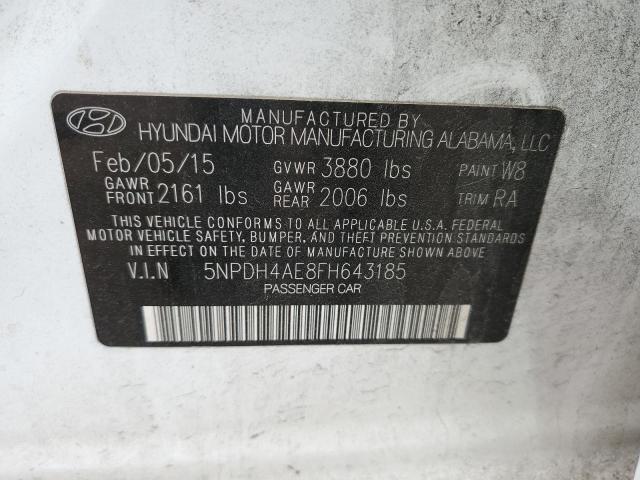 MANUFACTURED BY
HYUNDAI MOTOR MANUFACTURING ALABAMA, LLC
Feb/05/15 GVWR 3880 lbs PAINT W8
GAWR FRONT 2161 lbs GAWR REAR 2006 lbs TRIM RA
THIS VEHICLE CONFORMS TO ALL APPLICABLE U.S.A. FEDERAL
MOTOR VEHICLE SAFETY, BUMPER, AND THEFT PREVENTION
STANDARDS IN EFFECT ON THE DATE OF MANUFACTURE SHOWN ABOVE
V.I.N 5NPDH4AE8FH643185
PASSENGER CAR